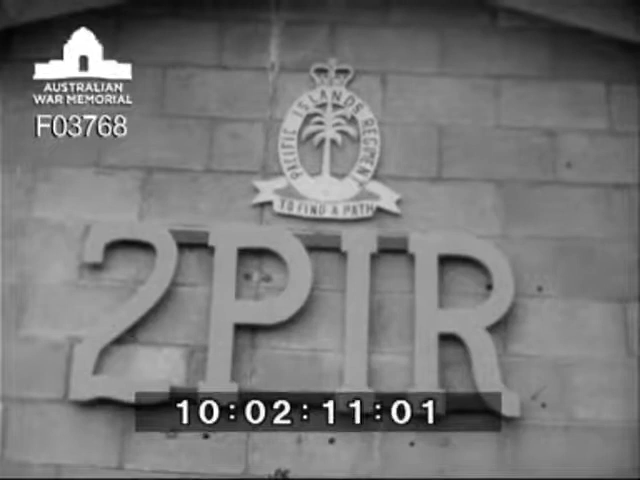 AUSTRALIAN
WAR MEMORIAL
F03768
PACIFIC ISLANDS REGIMENT
TO FIND A PATH
2PIR
10:02:11:01